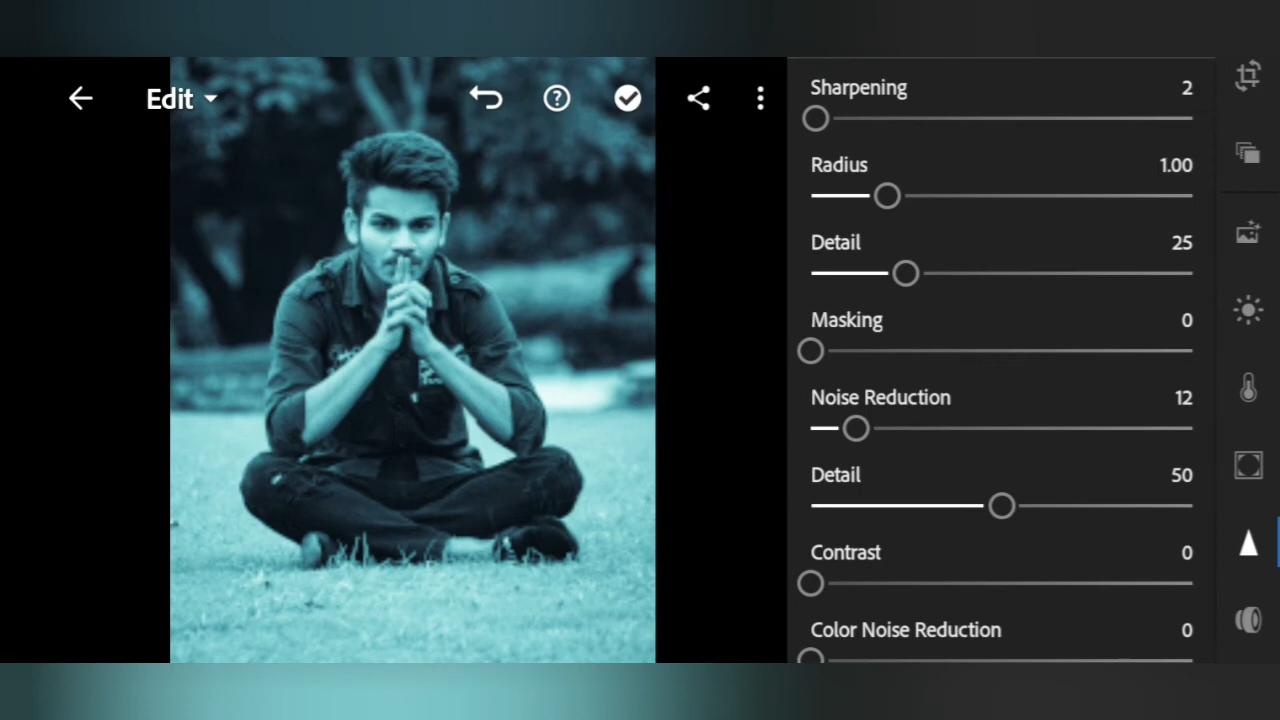 Edit
Sharpening 2
Radius 1.00
Detail 25
Masking 0
Noise Reduction 12
Detail 50
Contrast 0
Color Noise Reduction 0